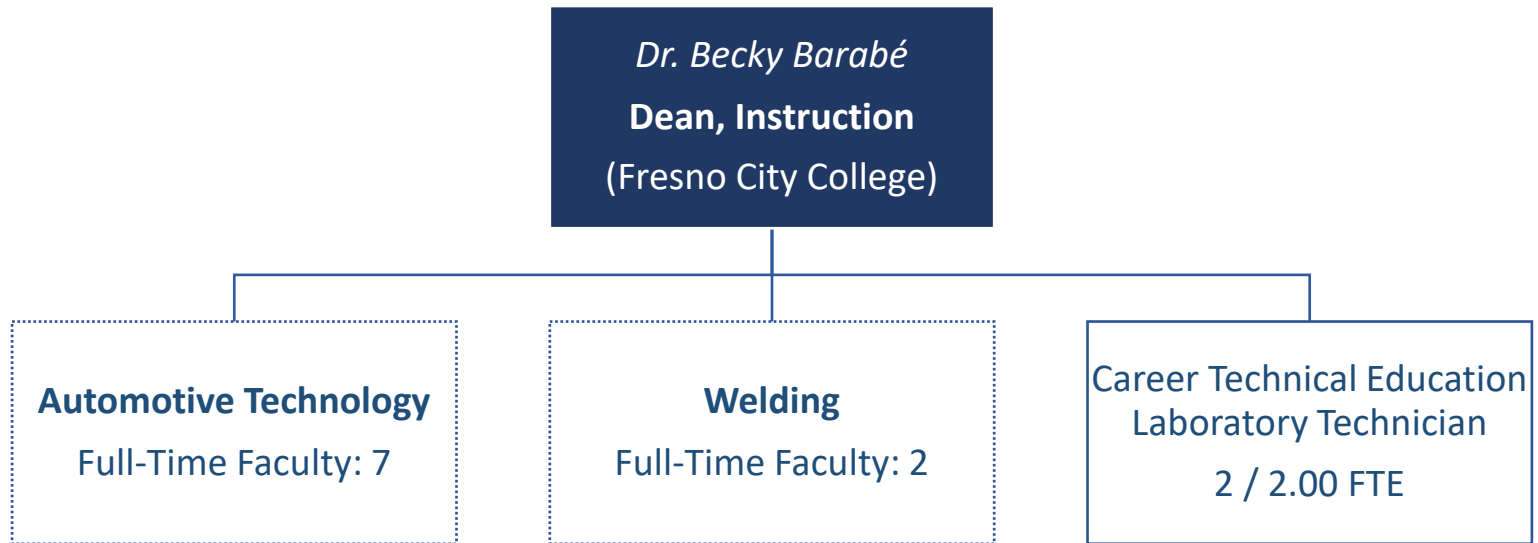 Dr. Becky Barabé
Dean, Instruction
(Fresno City College)
Automotive Technology
Full-Time Faculty: 7
Welding
Full-Time Faculty: 2
Career Technical Education
Laboratory Technician
2 / 2.00 FTE